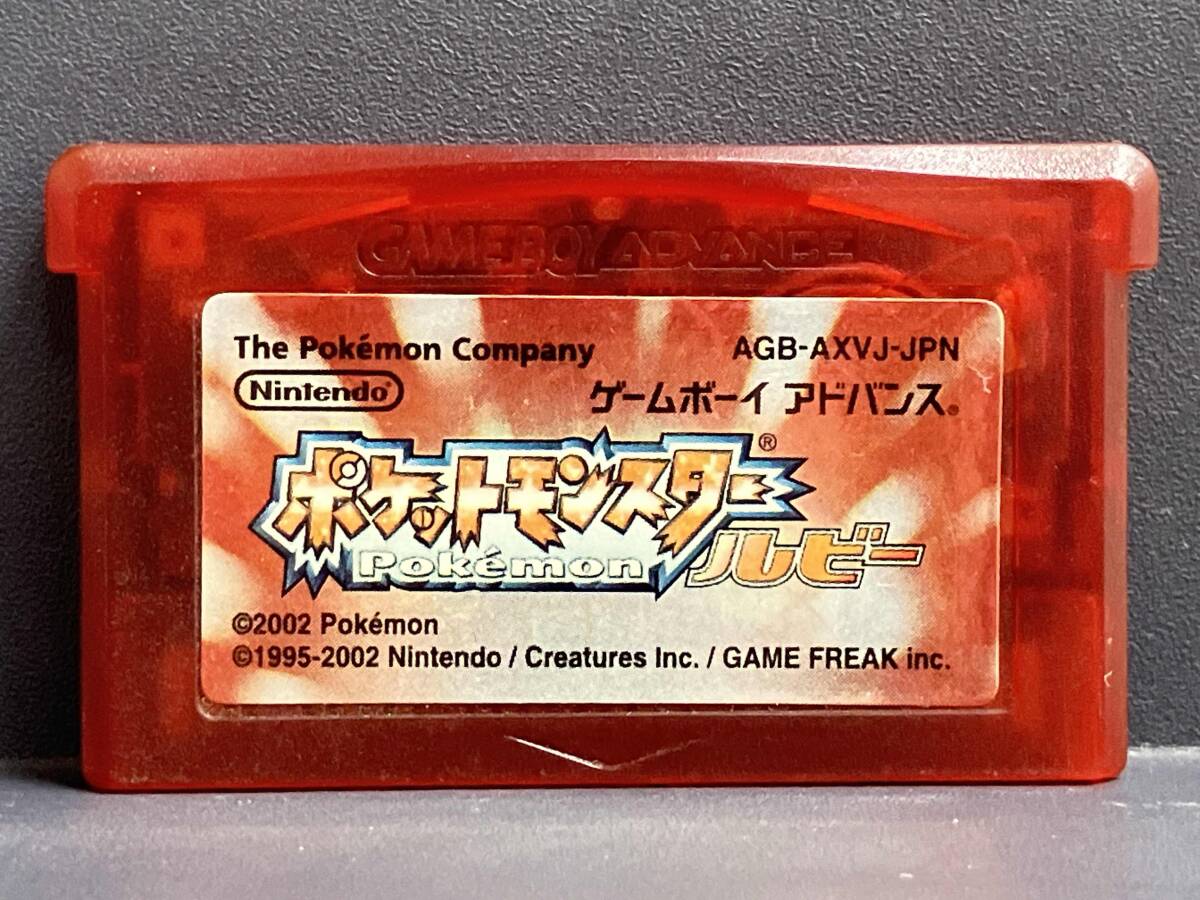 GAME BOY ADVANCE
The Pokémon Company AGB-AXVJ-JPN
Nintendo® ゲームボーイ アドバンス®
ポケットモンスター®
Pokémon ルビー
©2002 Pokémon
©1995-2002 Nintendo / Creatures Inc. / GAME FREAK inc.